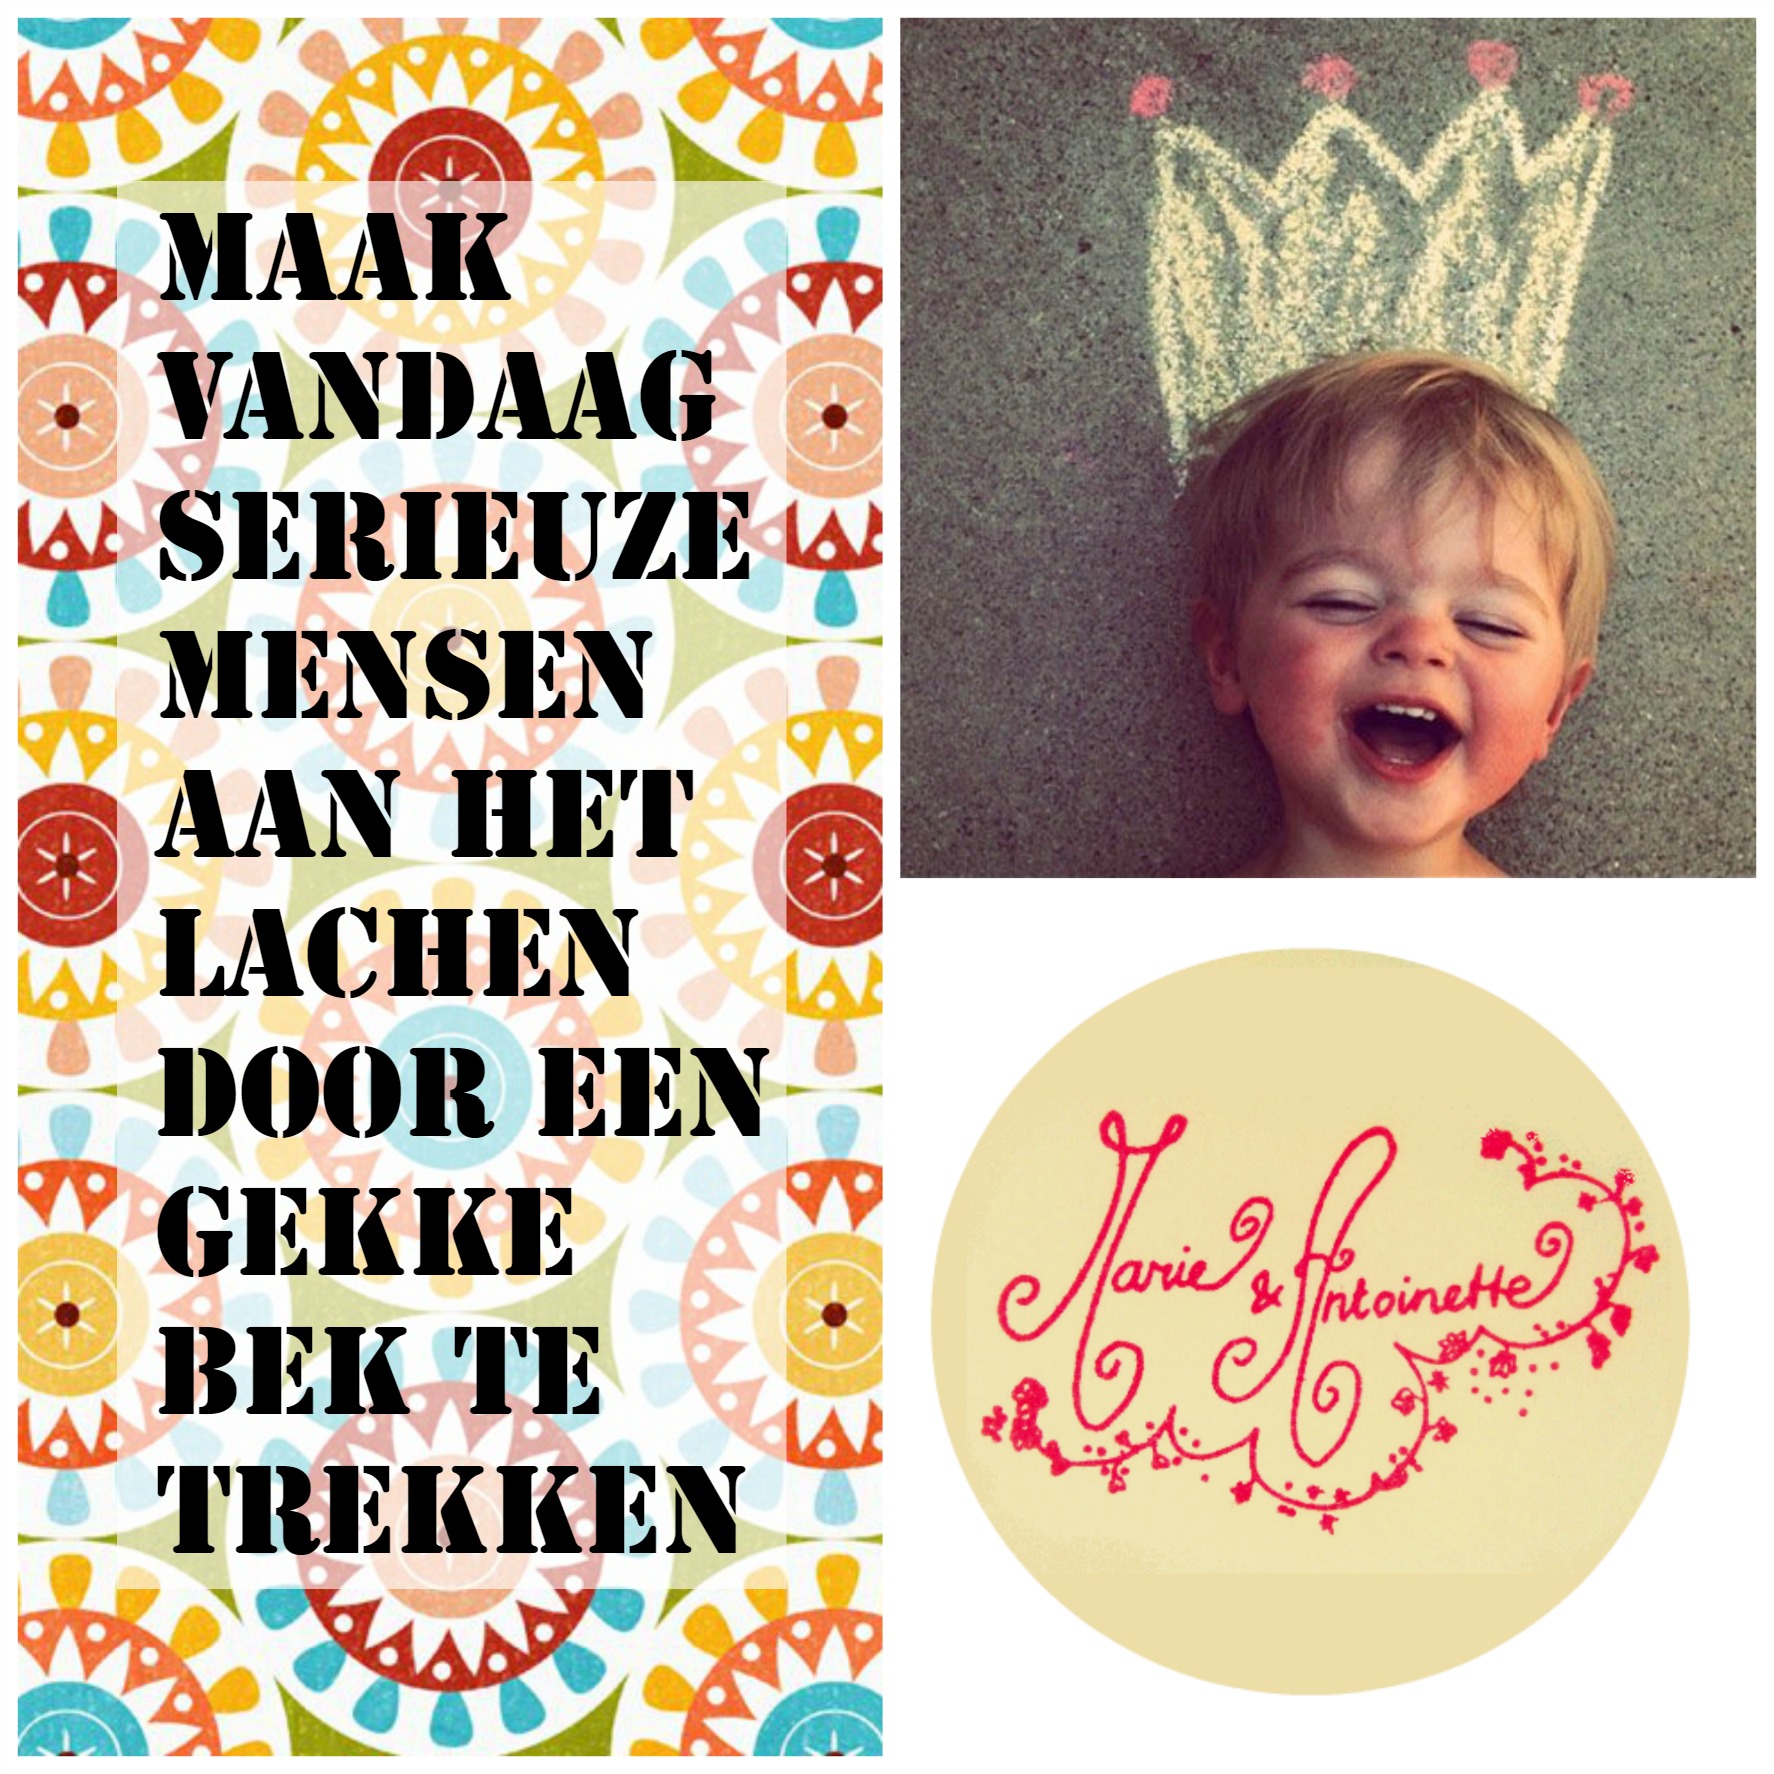 MAAK
VANDAAG
SERIEUZE
MENSEN
AAN HET
LACHEN
DOOR EEN
GEKKE
BEK TE
TREKKEN
Marie & Antoinette